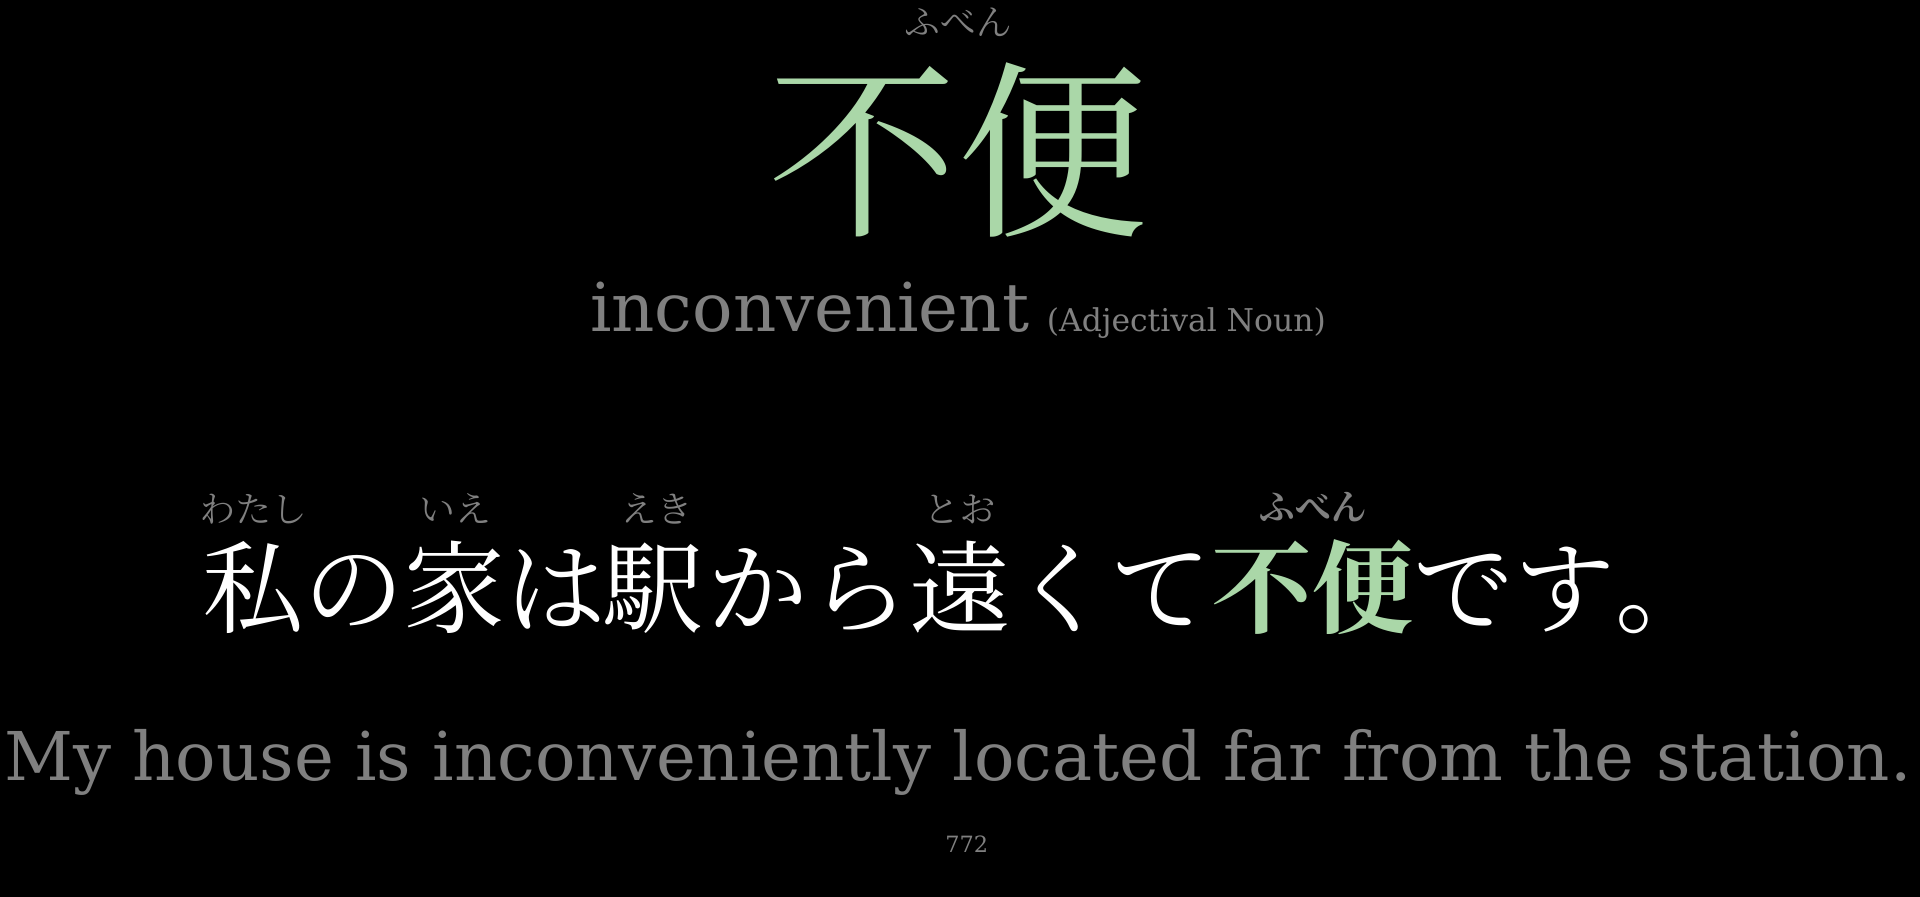 ふべん
不便
inconvenient (Adjectival Noun)
わたし いえ えき とお ふべん
私の家は駅から遠くて不便です。
My house is inconveniently located far from the station.
772